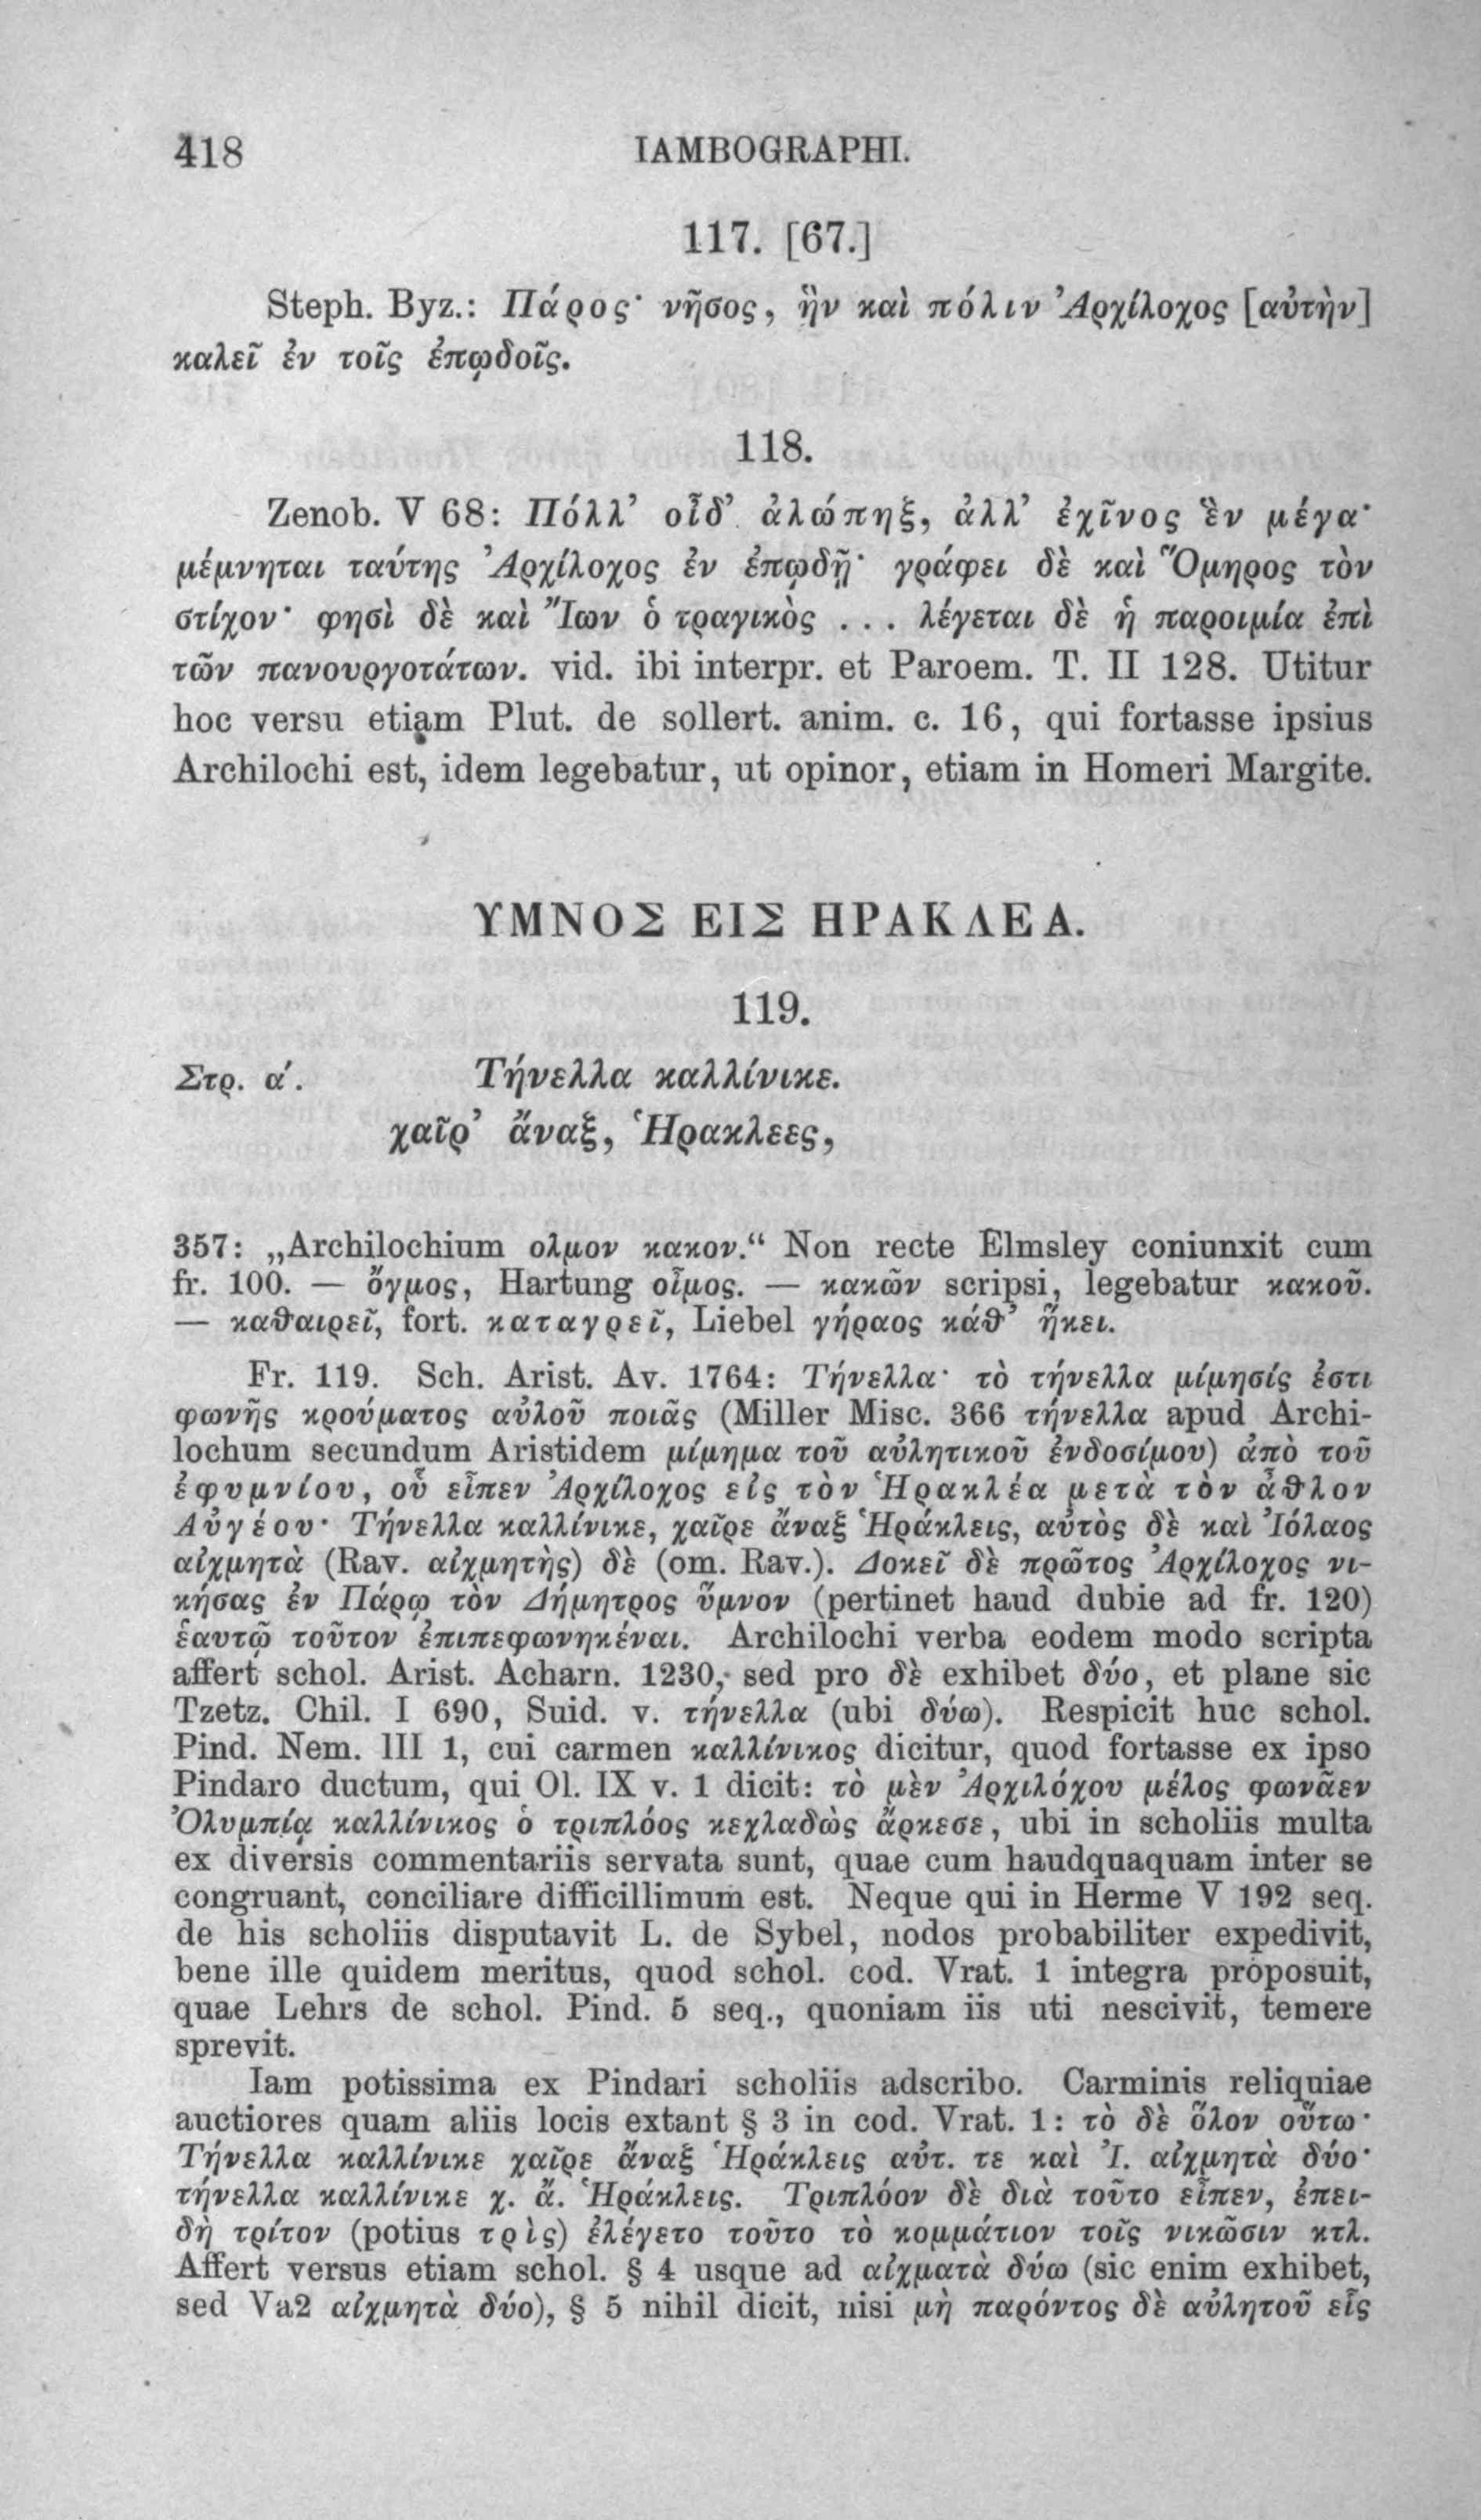 418 IAMBOGRAPHI.
117. [67.]
Steph. Byz.: Πάρος· νῆσος, ἣν καὶ πόλιν Ἀρχίλοχος [αὐτὴν]
καλεῖ ἐν τοῖς ἐπῳδοῖς.
118.
Zenob. V 68: Πόλλ’ οἶδ’ ἀλώπηξ, ἀλλ’ ἐχῖνος ἓν μέγα·
μέμνηται ταύτης Ἀρχίλοχος ἐν ἐπῳδῇ· γράφει δὲ καὶ Ὅμηρος τὸν
στίχον· φησὶ δὲ καὶ Ἴων ὁ τραγικὸς ... λέγεται δὲ ἡ παροιμία ἐπὶ
τῶν πανουργοτάτων. vid. ibi interpr. et Paroem. T. II 128. Utitur
hoc versu etiam Plut. de sollert. anim. c. 16, qui fortasse ipsius
Archilochi est, idem legebatur, ut opinor, etiam in Homeri Margite.
ΥΜΝΟΣ ΕΙΣ ΗΡΑΚΛΕΑ.
119.
Στρ. α΄. Τήνελλα καλλίνικε.
χαῖρ’ ἄναξ, Ἡρακλεες,
357: „Archilochium ολμον κακον.“ Non recte Elmsley coniunxit cum
fr. 100. — ὄγμος, Hartung οἶμος. — κακῶν scripsi, legebatur κακοῦ.
— καθαιρεῖ, fort. καταγρεῖ, Liebel γήραος κάθ’ ἥκει.
Fr. 119. Sch. Arist. Av. 1764: Τήνελλα· τὸ τήνελλα μίμησίς ἐστι
φωνῆς κρούματος αὐλοῦ ποιᾶς (Miller Misc. 366 τήνελλα apud Archi-
lochum secundum Aristidem μίμημα τοῦ αὐλητικοῦ ἐνδοσίμου) ἀπὸ τοῦ
ἐφυμνίου, οὗ εἶπεν Ἀρχίλοχος εἰς τὸν Ἡρακλέα μετὰ τὸν ἆθλον
Αὐγέου· Τήνελλα καλλίνικε, χαῖρε ἄναξ Ἡράκλεις, αὐτὸς δὲ καὶ Ἰόλαος
αἰχμητὰ (Rav. αἰχμητὴς) δὲ (om. Rav.). Δοκεῖ δὲ πρῶτος Ἀρχίλοχος νι-
κήσας ἐν Πάρῳ τὸν Δήμητρος ὕμνον (pertinet haud dubie ad fr. 120)
ἑαυτῷ τοῦτον ἐπιπεφωνηκέναι. Archilochi verba eodem modo scripta
affert schol. Arist. Acharn. 1230, sed pro δὲ exhibet δύο, et plane sic
Tzetz. Chil. I 690, Suid. v. τήνελλα (ubi δύω). Respicit huc schol.
Pind. Nem. III 1, cui carmen καλλίνικος dicitur, quod fortasse ex ipso
Pindaro ductum, qui Ol. IX v. 1 dicit: τὸ μὲν Ἀρχιλόχου μέλος φωνᾶεν
Ὀλυμπίᾳ καλλίνικος ὁ τριπλόος κεχλαδὼς ἄρκεσε, ubi in scholiis multa
ex diversis commentariis servata sunt, quae cum haudquaquam inter se
congruant, conciliare difficillimum est. Neque qui in Herme V 192 seq.
de his scholiis disputavit L. de Sybel, nodos probabiliter expedivit,
bene ille quidem meritus, quod schol. cod. Vrat. 1 integra proposuit,
quae Lehrs de schol. Pind. 5 seq., quoniam iis uti nescivit, temere
sprevit.
Iam potissima ex Pindari scholiis adscribo. Carminis reliquiae
auctiores quam aliis locis extant § 3 in cod. Vrat. 1: τὸ δὲ ὅλον οὕτω·
Τήνελλα καλλίνικε χαῖρε ἄναξ Ἡράκλεις αὐτ. τε καὶ Ἰ. αἰχμητὰ δύο·
τήνελλα καλλίνικε χ. ἄ. Ἡράκλεις. Τριπλόον δὲ διὰ τοῦτο εἶπεν, ἐπει-
δὴ τρίτον (potius τρὶς) ἐλέγετο τοῦτο τὸ κομμάτιον τοῖς νικῶσιν κτλ.
Affert versus etiam schol. § 4 usque ad αἰχματὰ δύω (sic enim exhibet,
sed Va2 αἰχμητὰ δύο), § 5 nihil dicit, nisi μὴ παρόντος δὲ αὐλητοῦ εἷς